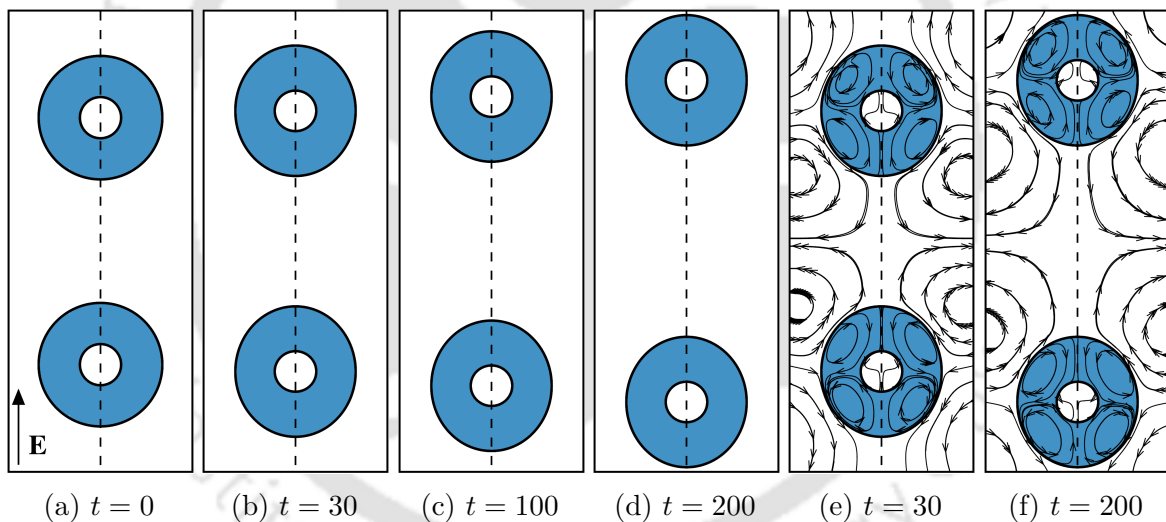 E
(a) t = 0
(b) t = 30
(c) t = 100
(d) t = 200
(e) t = 30
(f) t = 200